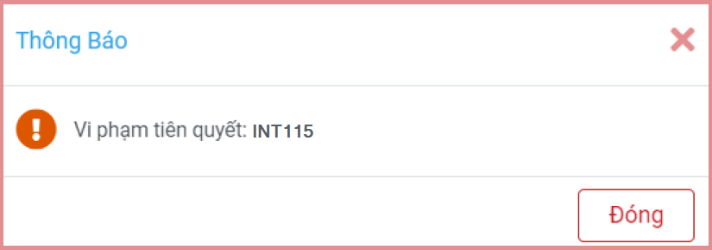 Thông Báo
Vi phạm tiên quyết: INT115
Đóng